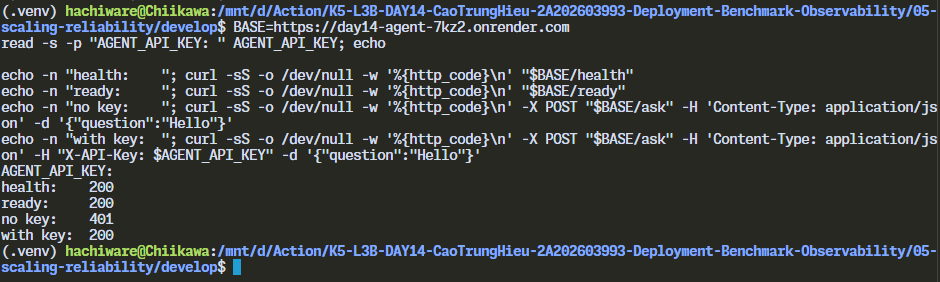 (.venv) hachiware@Chiikawa:/mnt/d/Action/K5-L3B-DAY14-CaoTrungHieu-2A202603993-Deployment-Benchmark-Observability/05-
scaling-reliability/develop$ BASE=https://day14-agent-7kz2.onrender.com
read -s -p "AGENT_API_KEY: " AGENT_API_KEY; echo
echo -n "health:    "; curl -sS -o /dev/null -w '%{http_code}\n' "$BASE/health"
echo -n "ready:     "; curl -sS -o /dev/null -w '%{http_code}\n' "$BASE/ready"
echo -n "no key:    "; curl -sS -o /dev/null -w '%{http_code}\n' -X POST "$BASE/ask" -H 'Content-Type: application/js
on' -d '{"question":"Hello"}'
echo -n "with key:  "; curl -sS -o /dev/null -w '%{http_code}\n' -X POST "$BASE/ask" -H 'Content-Type: application/js
on' -H "X-API-Key: $AGENT_API_KEY" -d '{"question":"Hello"}'
AGENT_API_KEY:
health:    200
ready:     200
no key:    401
with key:  200
(.venv) hachiware@Chiikawa:/mnt/d/Action/K5-L3B-DAY14-CaoTrungHieu-2A202603993-Deployment-Benchmark-Observability/05-
scaling-reliability/develop$